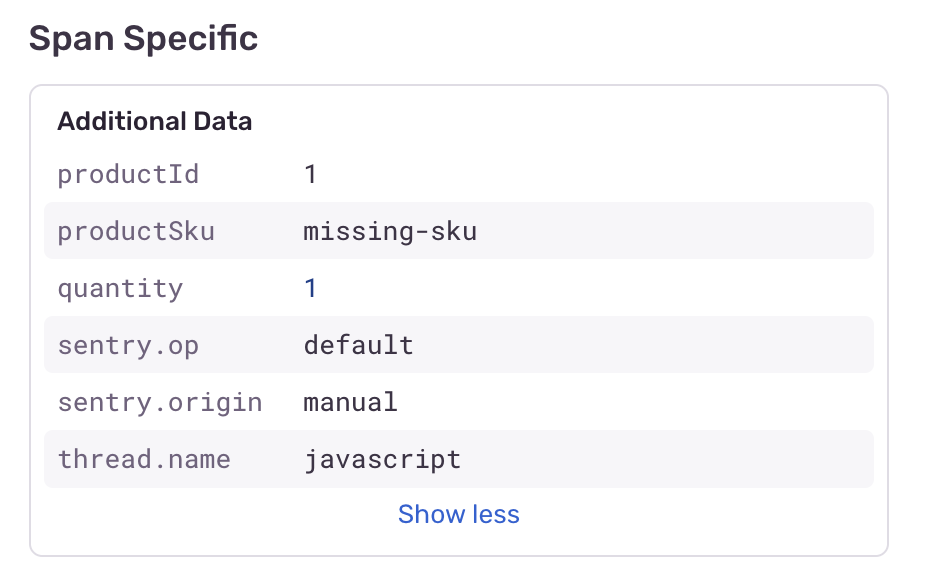 Span Specific
Additional Data
productId 1
productSku missing-sku
quantity 1
sentry.op default
sentry.origin manual
thread.name javascript
Show less